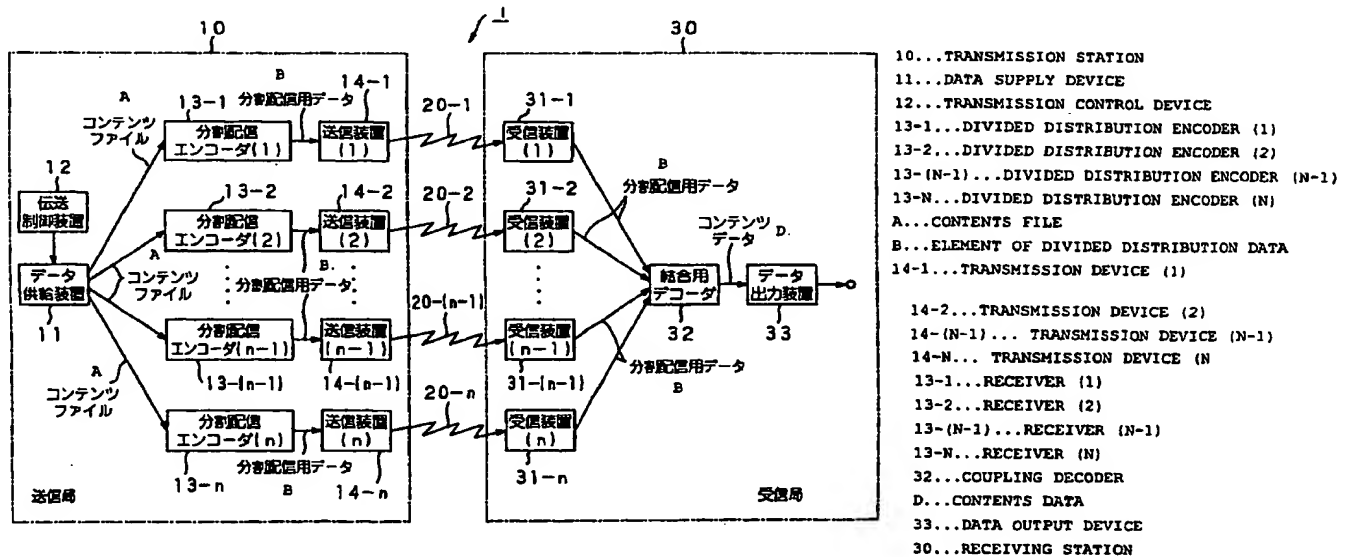 10
1
30
A
B
14-1
13-1
分割配信用データ
20-1
31-1
コンテンツ
ファイル
分割配信
エンコーダ(1)
送信装置
(1)
受信装置
(1)
12
伝送
制御装置
13-2
14-2
20-2
31-2
B
分割配信用データ
分割配信
エンコーダ(2)
送信装置
(2)
受信装置
(2)
コンテンツ
データ
D.
A
コンテンツ
ファイル
B.
分割配信用データ
データ
供給装置
11
結合用
デコーダ
32
データ
出力装置
33
20-(n-1)
分割配信
エンコーダ(n-1)
送信装置
(n-1)
受信装置
(n-1)
分割配信用データ
B
A
コンテンツ
ファイル
13-(n-1)
14-(n-1)
31-(n-1)
20-n
分割配信
エンコーダ(n)
送信装置
(n)
受信装置
(n)
分割配信用データ
B
13-n
14-n
31-n
送信局
受信局
10...TRANSMISSION STATION
11...DATA SUPPLY DEVICE
12...TRANSMISSION CONTROL DEVICE
13-1...DIVIDED DISTRIBUTION ENCODER (1)
13-2...DIVIDED DISTRIBUTION ENCODER (2)
13-(N-1)...DIVIDED DISTRIBUTION ENCODER (N-1)
13-N...DIVIDED DISTRIBUTION ENCODER (N)
A...CONTENTS FILE
B...ELEMENT OF DIVIDED DISTRIBUTION DATA
14-1...TRANSMISSION DEVICE (1)
14-2...TRANSMISSION DEVICE (2)
14-(N-1)... TRANSMISSION DEVICE (N-1)
14-N... TRANSMISSION DEVICE (N
13-1...RECEIVER (1)
13-2...RECEIVER (2)
13-(N-1)...RECEIVER (N-1)
13-N...RECEIVER (N)
32...COUPLING DECODER
D...CONTENTS DATA
33...DATA OUTPUT DEVICE
30...RECEIVING STATION